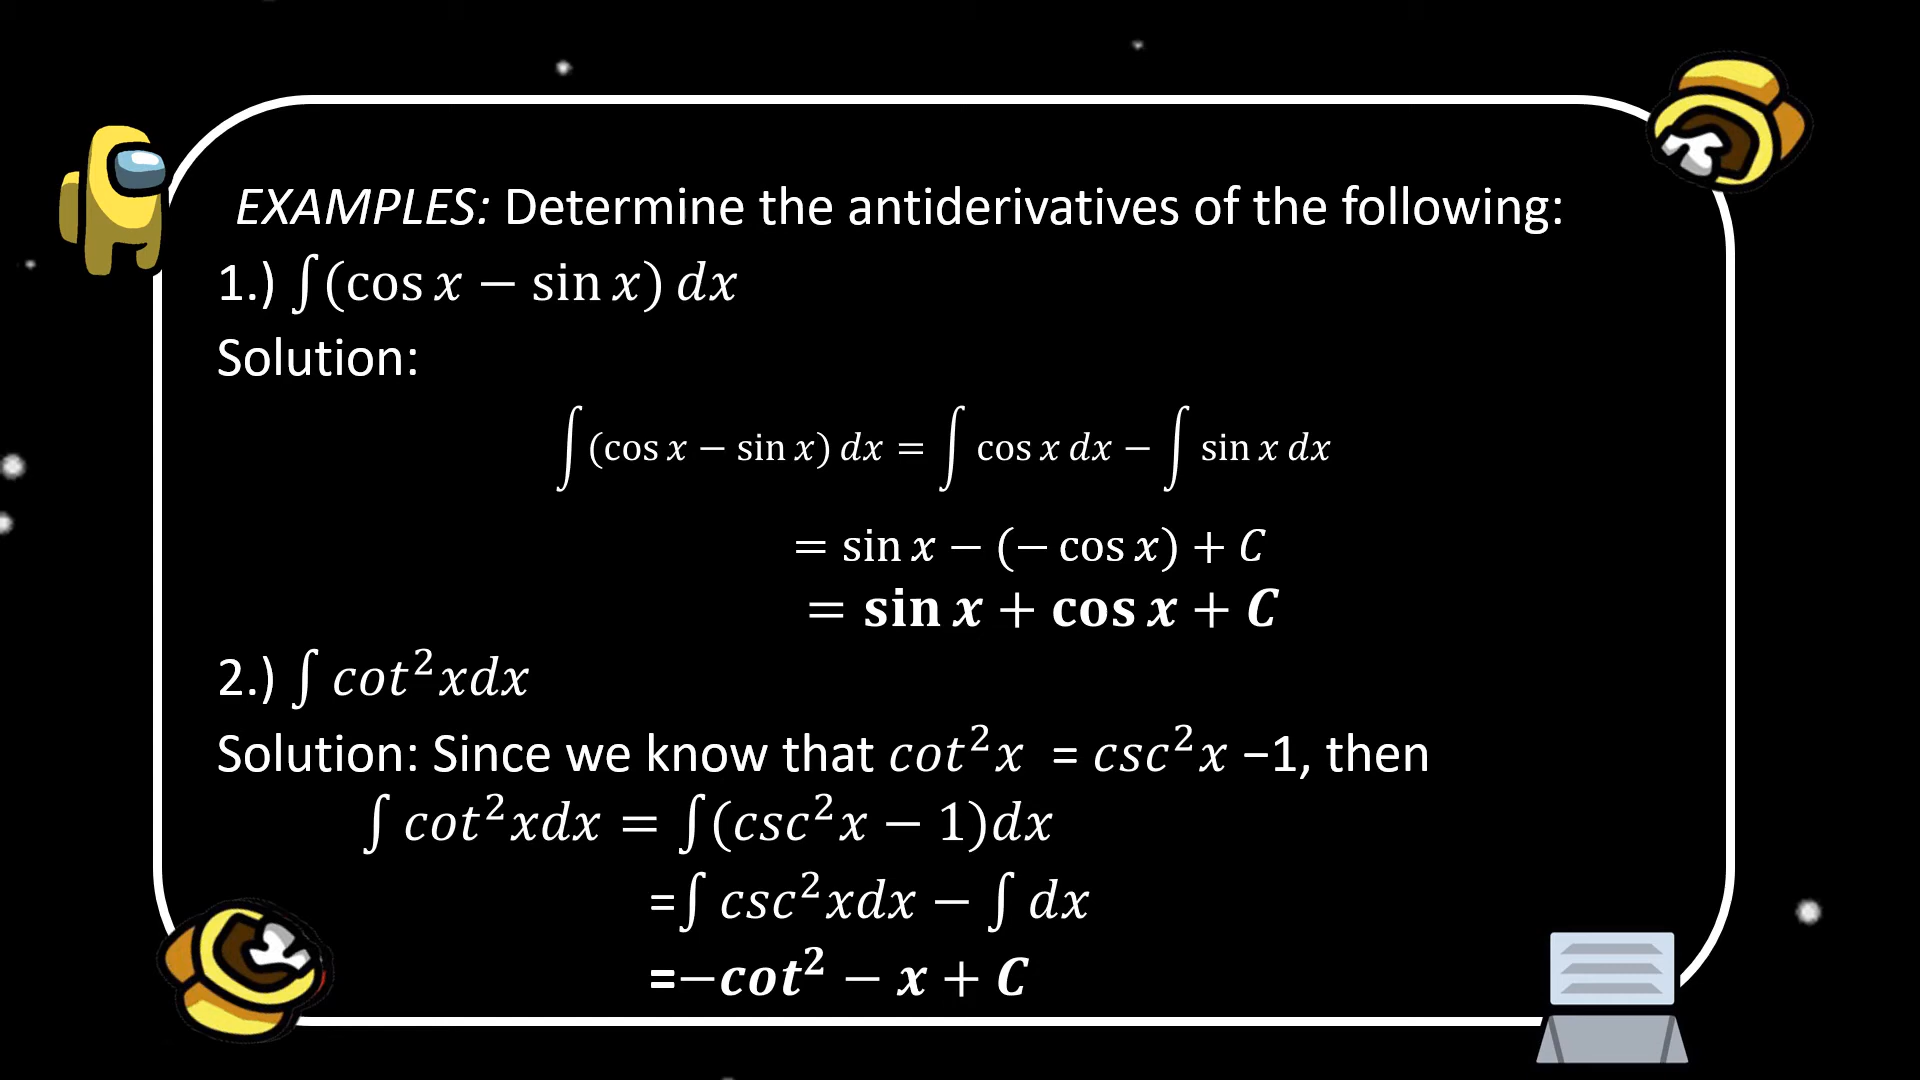 EXAMPLES: Determine the antiderivatives of the following:
1.) ∫(cos x − sin x) dx
Solution:
∫(cos x − sin x) dx = ∫ cos x dx − ∫ sin x dx
= sin x − (− cos x) + C
= sin x + cos x + C
2.) ∫ cot²xdx
Solution: Since we know that cot²x = csc²x −1, then
∫ cot²xdx = ∫(csc²x − 1)dx
=∫ csc²xdx − ∫ dx
=−cot² − x + C